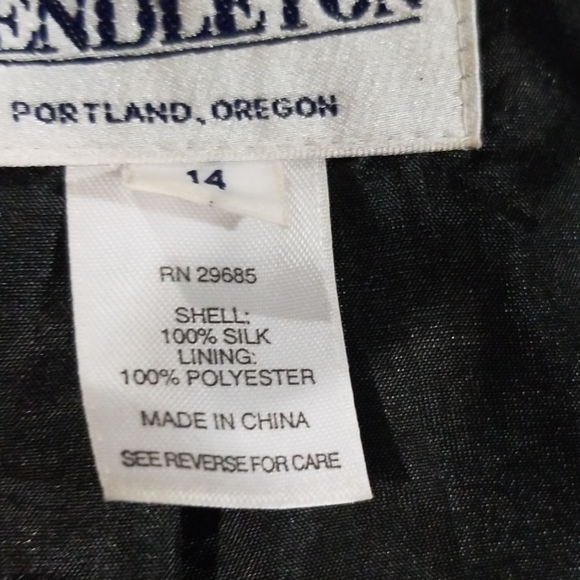 ENDLETON
PORTLAND, OREGON
14
RN 29685
SHELL:
100% SILK
LINING:
100% POLYESTER
MADE IN CHINA
SEE REVERSE FOR CARE